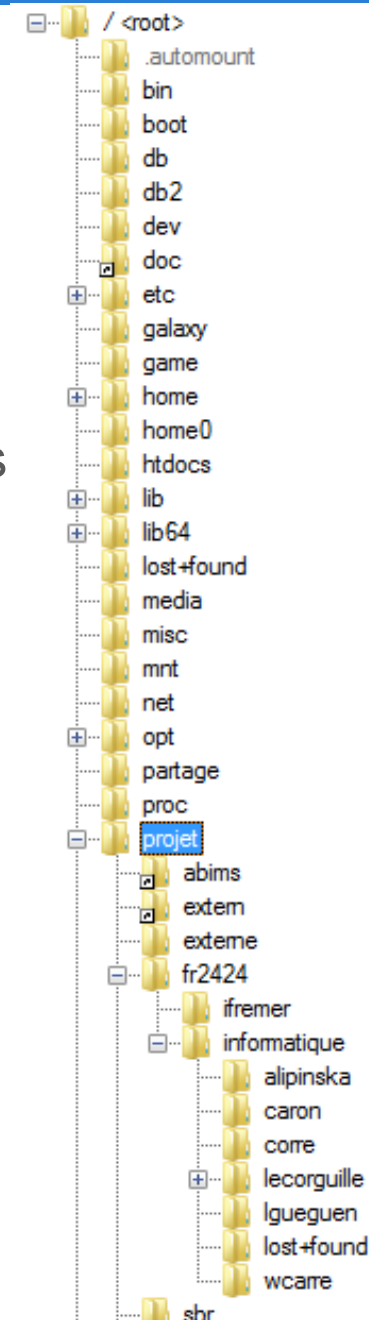 / <root>
.automount
bin
boot
db
db2
dev
doc
etc
galaxy
game
home
home0
htdocs
lib
lib64
lost+found
media
misc
mnt
net
opt
partage
proc
projet
abims
extern
externe
fr2424
ifremer
informatique
alipinska
caron
corre
lecorguille
lgueguen
lost+found
wcarre
sbr